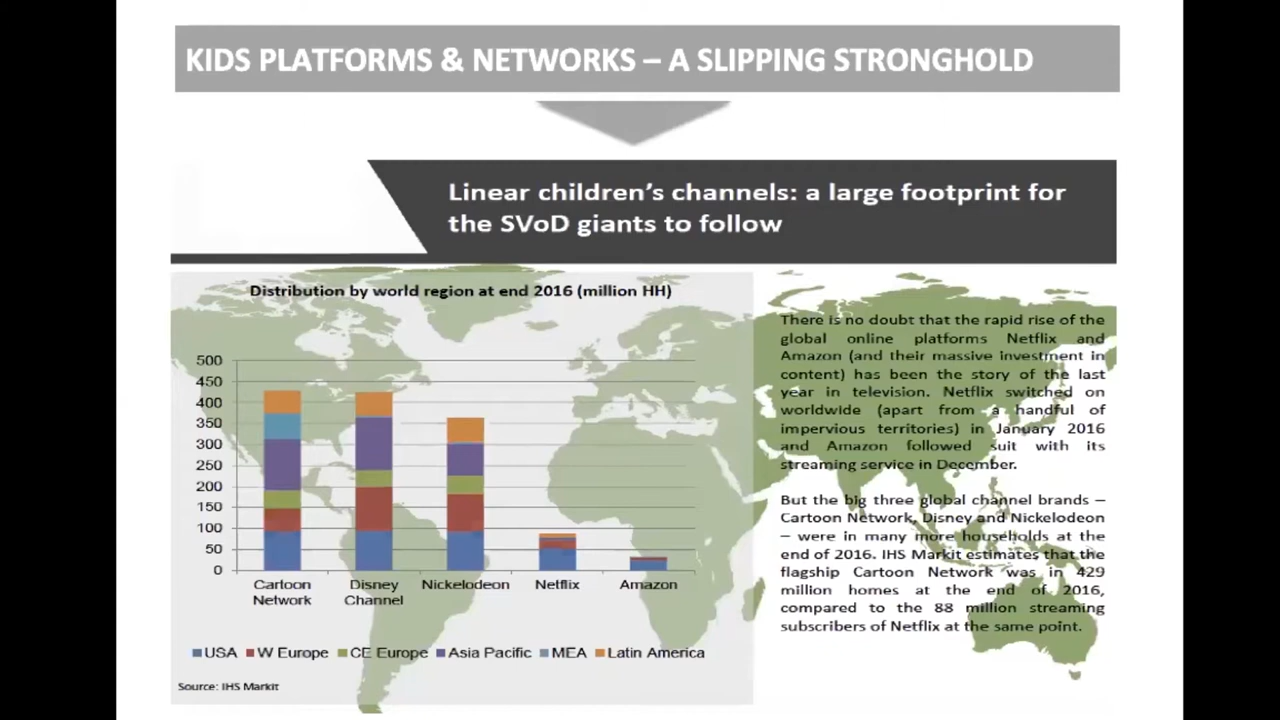 KIDS PLATFORMS & NETWORKS – A SLIPPING STRONGHOLD
Linear children's channels: a large footprint for
the SVoD giants to follow
Distribution by world region at end 2016 (million HH)
500
450
400
350
300
250
200
150
100
50
0
Cartoon Network
Disney Channel
Nickelodeon
Netflix
Amazon
USA W Europe CE Europe Asia Pacific MEA Latin America
Source: IHS Markit
There is no doubt that the rapid rise of the
global online platforms Netflix and
Amazon (and their massive investment in
content) has been the story of the last
year in television. Netflix switched on
worldwide (apart from a handful of
impervious territories) in January 2016
and Amazon followed suit with its
streaming service in December.
But the big three global channel brands –
Cartoon Network, Disney and Nickelodeon
– were in many more households at the
end of 2016. IHS Markit estimates that the
flagship Cartoon Network was in 429
million homes at the end of 2016,
compared to the 88 million streaming
subscribers of Netflix at the same point.